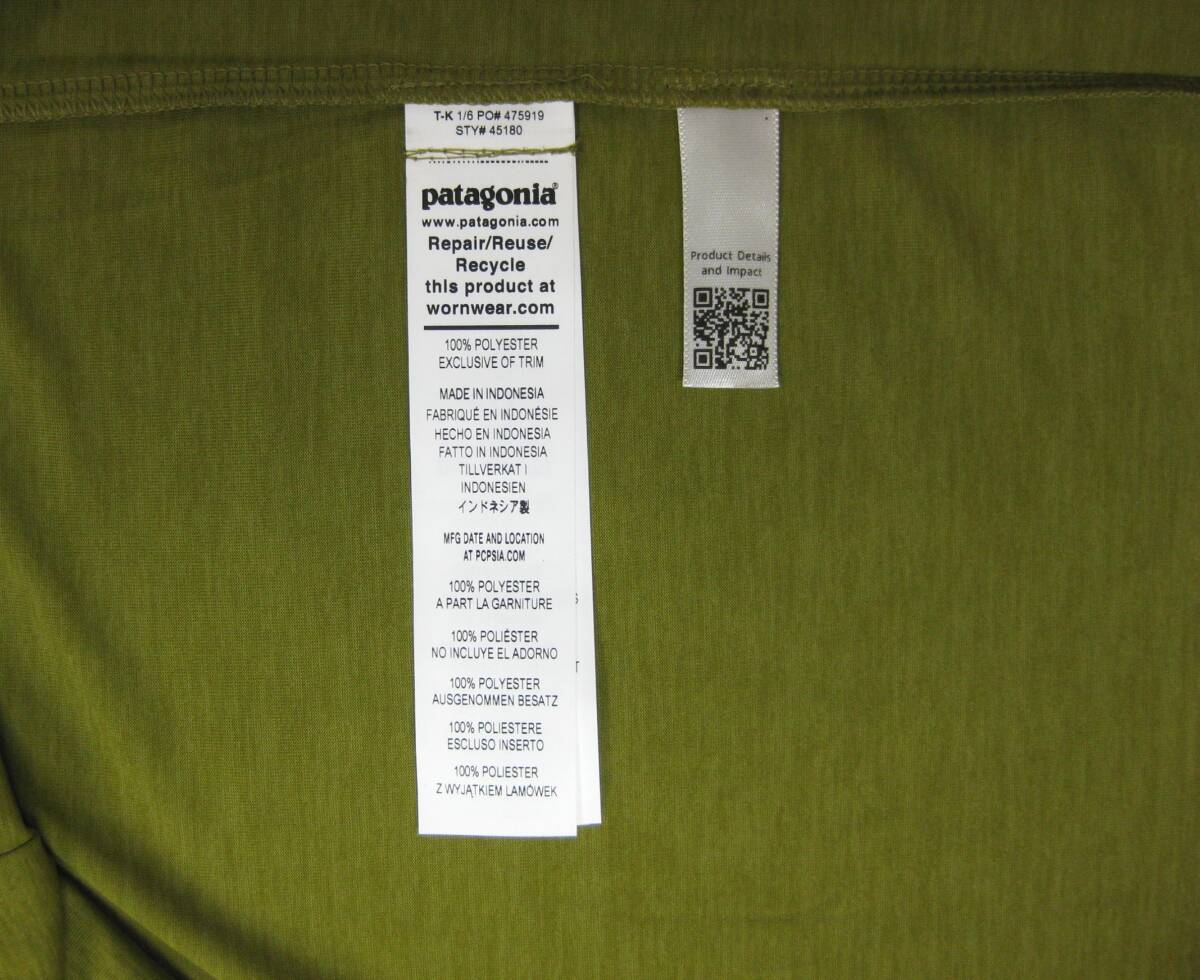 T-K 1/6 PO# 475919
STY# 45180
patagonia®
www.patagonia.com
Repair/Reuse/
Recycle
this product at
wornwear.com
100% POLYESTER
EXCLUSIVE OF TRIM
MADE IN INDONESIA
FABRIQUÉ EN INDONÉSIE
HECHO EN INDONESIA
FATTO IN INDONESIA
TILLVERKAT I
INDONESIEN
インドネシア製
MFG DATE AND LOCATION
AT PCPSIA.COM
100% POLYESTER
A PART LA GARNITURE
100% POLIÉSTER
NO INCLUYE EL ADORNO
100% POLYESTER
AUSGENOMMEN BESATZ
100% POLIESTERE
ESCLUSO INSERTO
100% POLIESTER
Z WYJĄTKIEM LAMÓWEK
Product Details
and Impact